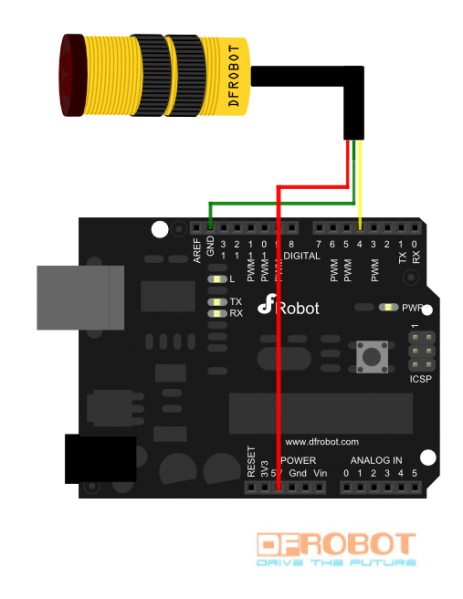 DFROBOT
AREF
GND
13
12
PWM 11
PWM 10
PWM 9
8
DIGITAL
7
PWM 6
PWM 5
4
PWM 3
2
TX 1
RX 0
L
TX
RX
DFRobot
PWR
1
ICSP
www.dfrobot.com
RESET
3V3
5V
POWER
Gnd
Vin
ANALOG IN
0 1 2 3 4 5
DFROBOT
DRIVE THE FUTURE